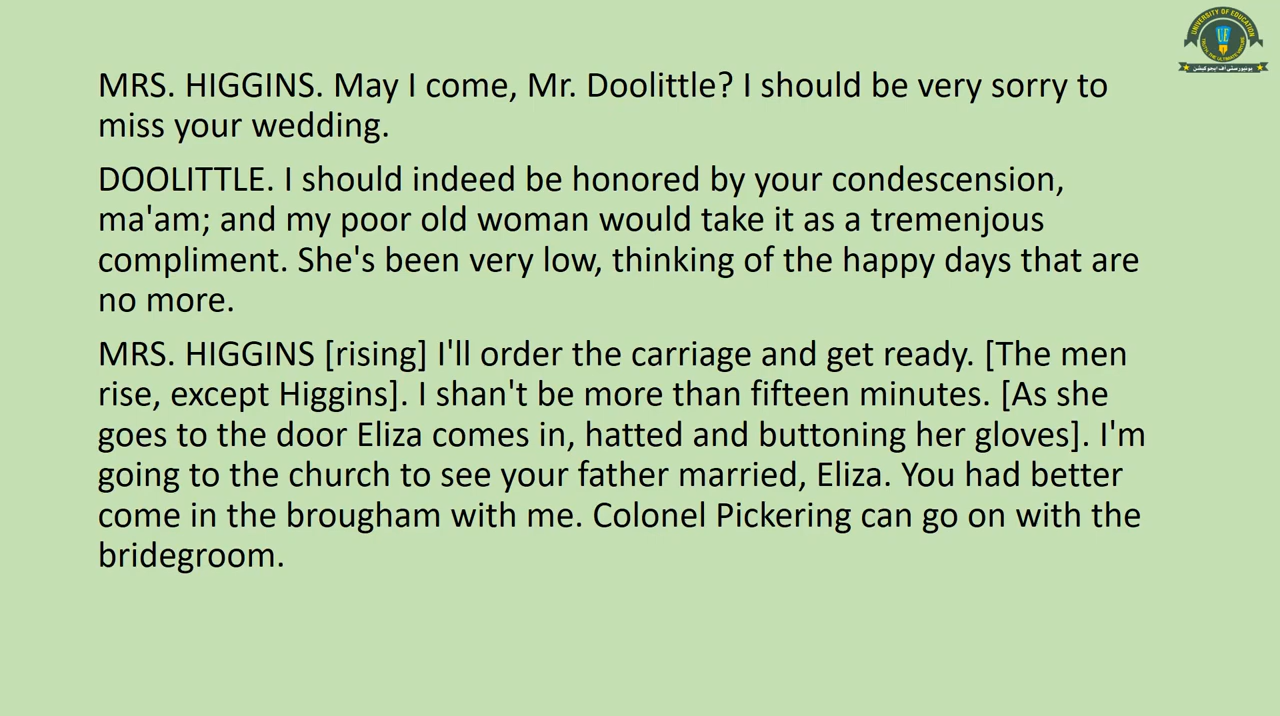 UNIVERSITY OF EDUCATION
UE
یونیورسٹی آف ایجوکیشن
MRS. HIGGINS. May I come, Mr. Doolittle? I should be very sorry to
miss your wedding.
DOOLITTLE. I should indeed be honored by your condescension,
ma'am; and my poor old woman would take it as a tremenjous
compliment. She's been very low, thinking of the happy days that are
no more.
MRS. HIGGINS [rising] I'll order the carriage and get ready. [The men
rise, except Higgins]. I shan't be more than fifteen minutes. [As she
goes to the door Eliza comes in, hatted and buttoning her gloves]. I'm
going to the church to see your father married, Eliza. You had better
come in the brougham with me. Colonel Pickering can go on with the
bridegroom.